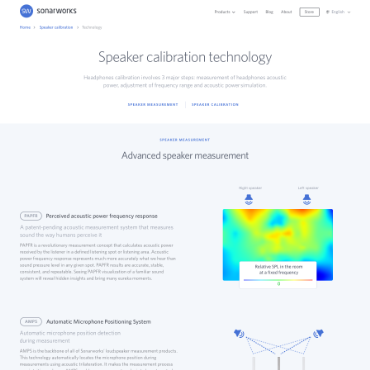 SW sonarworks
Products Support Blog About Store English
Home > Speaker calibration > Technology
Speaker calibration technology
Headphones calibration involves 3 major steps: measurement of headphones acoustic
power, adjustment of frequency range and acoustic power simulation.
SPEAKER MEASUREMENT | SPEAKER CALIBRATION
SPEAKER MEASUREMENT
Advanced speaker measurement
Right speaker Left speaker
PAPFR Perceived acoustic power frequency response
A patent-pending acoustic measurement system that measures
sound the way humans perceive it
PAPFR is a revolutionary measurement concept that calculates acoustic power
received by the listener in a defined listening spot or listening area. Acoustic
power frequency response represents much more accurately what we hear than
sound pressure level in any given spot. PAPFR results are accurate, stable,
consistent and repeatable. Seeing PAPFR visualization of a familiar sound
system will reveal hidden insights and bring many eureka moments.
Relative SPL in the room
at a fixed frequency
0
AMPS Automatic Microphone Positioning System
Automatic microphone position detection
during measurement
AMPS is the backbone of all of Sonarworks' loudspeaker measurement products.
This technology automatically locates the microphone position during
measurements using acoustic trilateration. It makes the measurement process